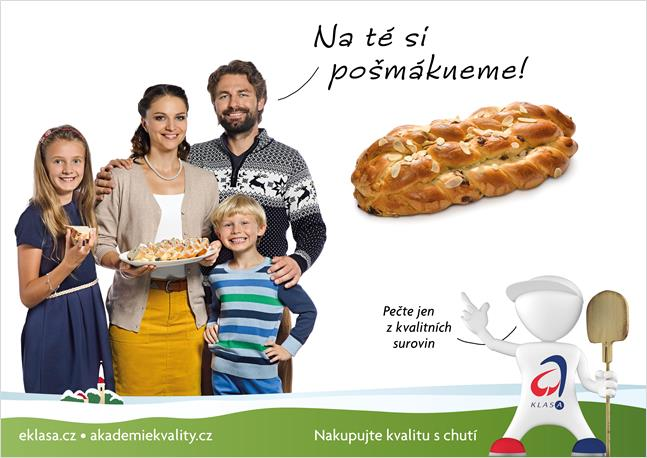 Na té si
pošmákneme!
Pečte jen
z kvalitních
surovin
KLASA
eklasa.cz • akademiekvality.cz
Nakupujte kvalitu s chutí